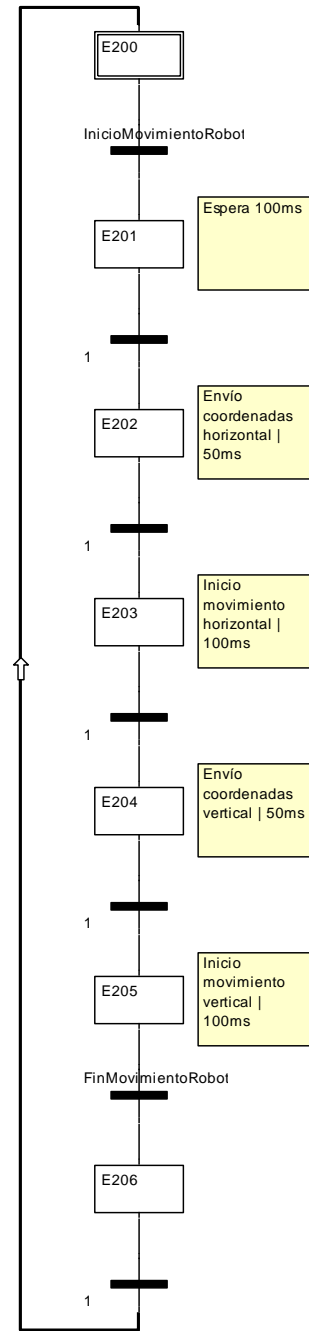 E200
InicioMovimientoRobot
E201
Espera 100ms
1
E202
Envío
coordenadas
horizontal |
50ms
1
E203
Inicio
movimiento
horizontal |
100ms
1
E204
Envío
coordenadas
vertical | 50ms
1
E205
Inicio
movimiento
vertical |
100ms
FinMovimientoRobot
E206
1